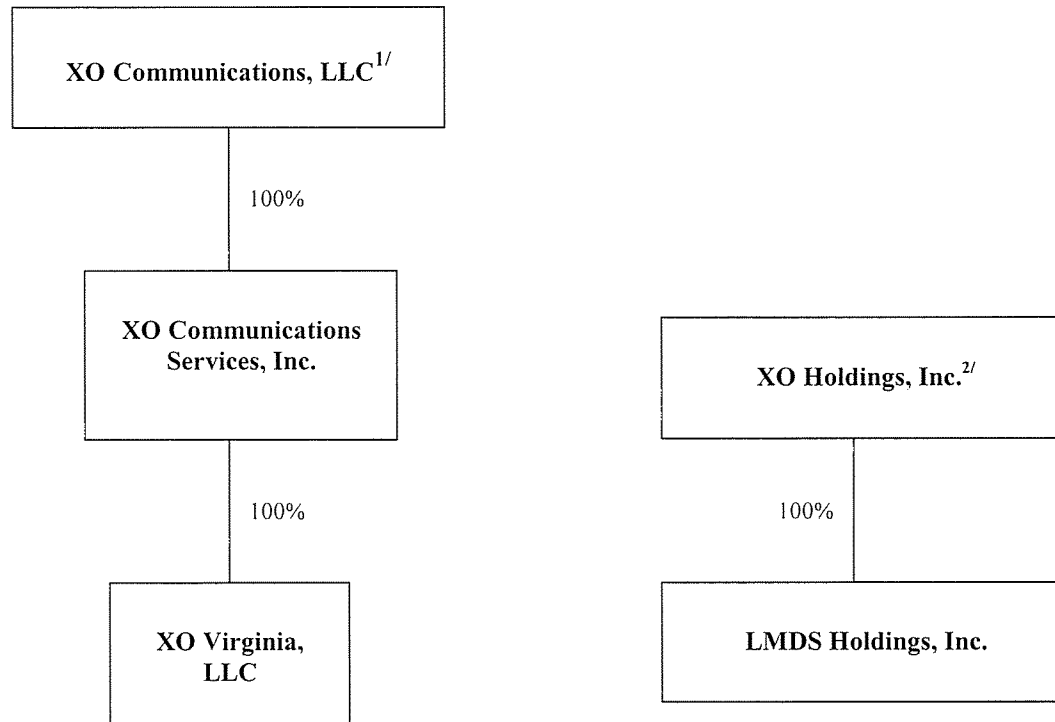 XO Communications, LLC1/
100%
XO Communications
Services, Inc.
100%
XO Virginia,
LLC
XO Holdings, Inc.2/
100%
LMDS Holdings, Inc.